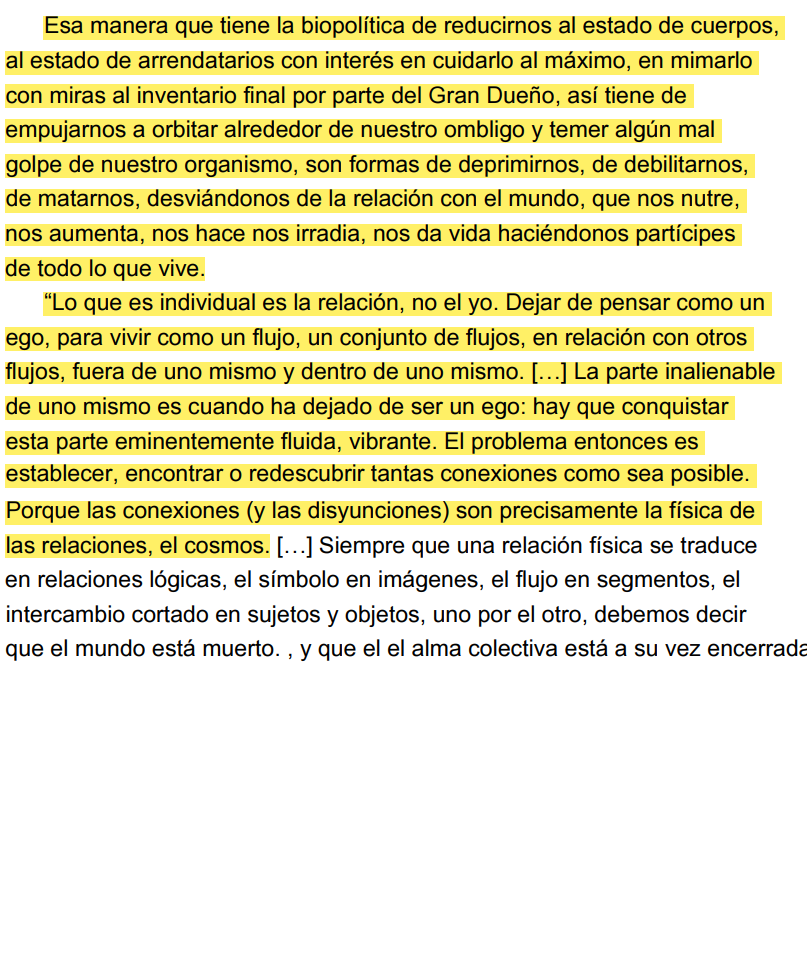 Esa manera que tiene la biopolítica de reducirnos al estado de cuerpos,
al estado de arrendatarios con interés en cuidarlo al máximo, en mimarlo
con miras al inventario final por parte del Gran Dueño, así tiene de
empujarnos a orbitar alrededor de nuestro ombligo y temer algún mal
golpe de nuestro organismo, son formas de deprimirnos, de debilitarnos,
de matarnos, desviándonos de la relación con el mundo, que nos nutre,
nos aumenta, nos hace nos irradia, nos da vida haciéndonos partícipes
de todo lo que vive.
“Lo que es individual es la relación, no el yo. Dejar de pensar como un
ego, para vivir como un flujo, un conjunto de flujos, en relación con otros
flujos, fuera de uno mismo y dentro de uno mismo. […] La parte inalienable
de uno mismo es cuando ha dejado de ser un ego: hay que conquistar
esta parte eminentemente fluida, vibrante. El problema entonces es
establecer, encontrar o redescubrir tantas conexiones como sea posible.
Porque las conexiones (y las disyunciones) son precisamente la física de
las relaciones, el cosmos. […] Siempre que una relación física se traduce
en relaciones lógicas, el símbolo en imágenes, el flujo en segmentos, el
intercambio cortado en sujetos y objetos, uno por el otro, debemos decir
que el mundo está muerto. , y que el el alma colectiva está a su vez encerrada